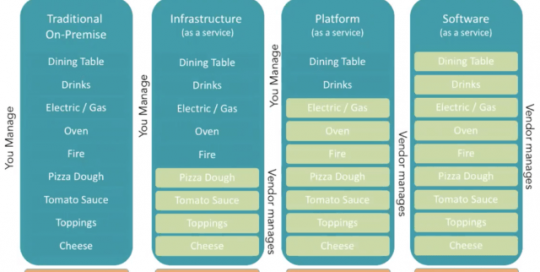 Traditional
On-Premise
Dining Table
Drinks
Electric / Gas
Oven
Fire
Pizza Dough
Tomato Sauce
Toppings
Cheese
You Manage
Infrastructure
(as a service)
Dining Table
Drinks
Electric / Gas
Oven
Fire
Pizza Dough
Tomato Sauce
Toppings
Cheese
You Manage
Vendor manages
Platform
(as a service)
Dining Table
Drinks
Electric / Gas
Oven
Fire
Pizza Dough
Tomato Sauce
Toppings
Cheese
You Manage
Vendor manages
Software
(as a service)
Dining Table
Drinks
Electric / Gas
Oven
Fire
Pizza Dough
Tomato Sauce
Toppings
Cheese
Vendor manages